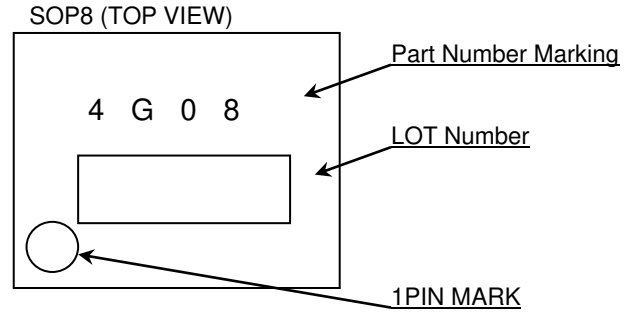 SOP8 (TOP VIEW)
Part Number Marking
4 G 0 8
LOT Number
1PIN MARK